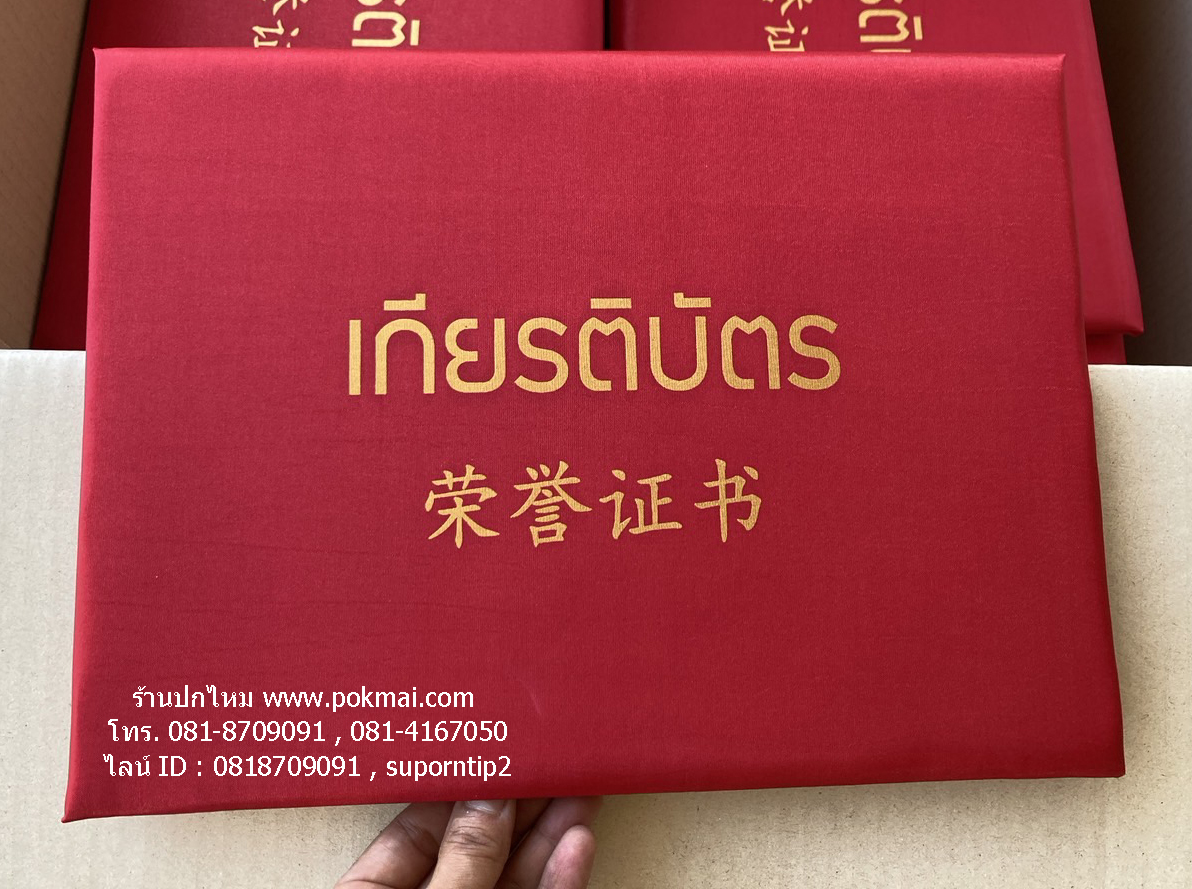 เกียรติบัตร
荣誉证书
ร้านปกไหม www.pokmai.com
โทร. 081-8709091 , 081-4167050
ไลน์ ID : 0818709091 , suporntip2